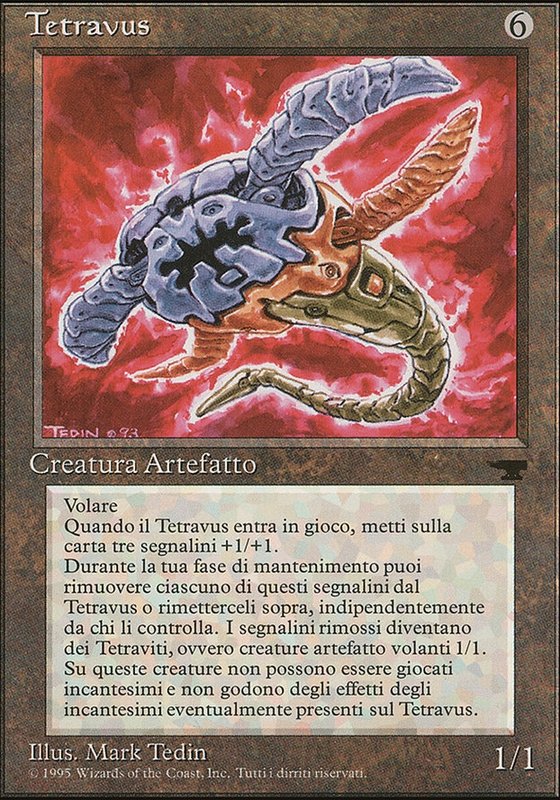 Tetravus 6
TEDIN © 93
Creatura Artefatto
Volare
Quando il Tetravus entra in gioco, metti sulla
carta tre segnalini +1/+1.
Durante la tua fase di mantenimento puoi
rimuovere ciascuno di questi segnalini dal
Tetravus o rimetterceli sopra, indipendentemente
da chi li controlla. I segnalini rimossi diventano
dei Tetraviti, ovvero creature artefatto volanti 1/1.
Su queste creature non possono essere giocati
incantesimi e non godono degli effetti degli
incantesimi eventualmente presenti sul Tetravus.
Illus. Mark Tedin 1/1
© 1995 Wizards of the Coast, Inc. Tutti i dirriti riservati.